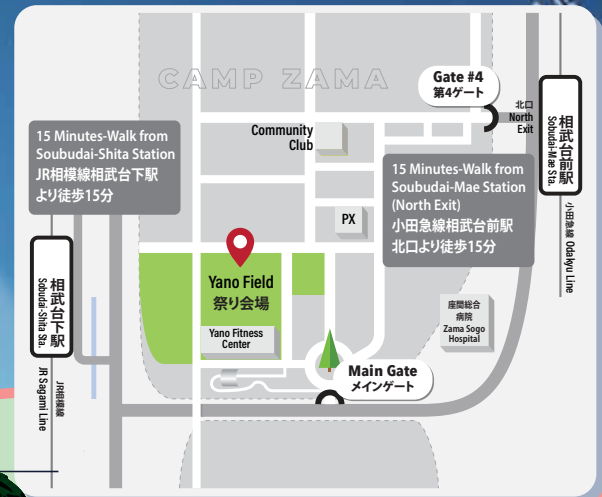 CAMP ZAMA
Gate #4
第4ゲート
北口
North
Exit
相武台前駅
Sobudai-Mae Sta.
小田急線 Odakyu Line
Community
Club
15 Minutes-Walk from
Soubudai-Shita Station
JR相模線相武台下駅
より徒歩15分
15 Minutes-Walk from
Soubudai-Mae Station
(North Exit)
小田急線相武台前駅
北口より徒歩15分
PX
相武台下駅
Sobudai-Shita Sta.
JR相模線
JR Sagami Line
Yano Field
祭り会場
Yano Fitness
Center
座間総合
病院
Zama Sogo
Hospital
Main Gate
メインゲート